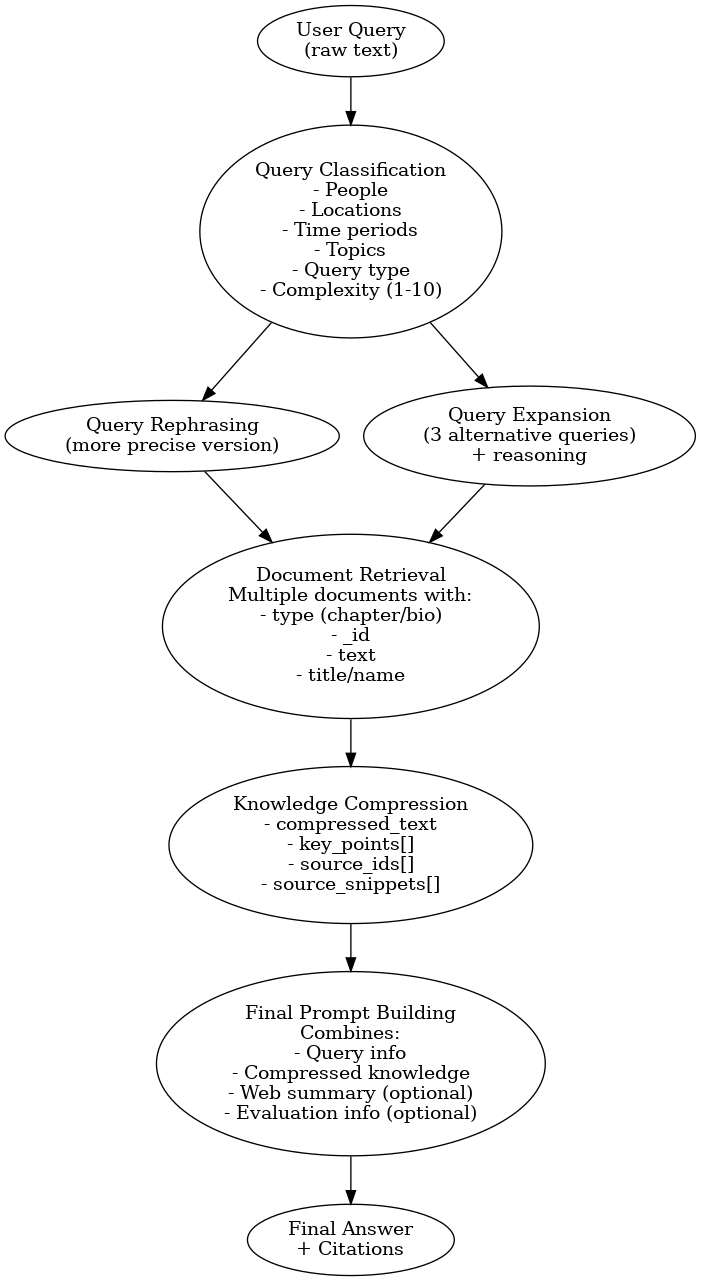 User Query
(raw text)
Query Classification
- People
- Locations
- Time periods
- Topics
- Query type
- Complexity (1-10)
Query Rephrasing
(more precise version)
Query Expansion
(3 alternative queries)
+ reasoning
Document Retrieval
Multiple documents with:
- type (chapter/bio)
- _id
- text
- title/name
Knowledge Compression
- compressed_text
- key_points[]
- source_ids[]
- source_snippets[]
Final Prompt Building
Combines:
- Query info
- Compressed knowledge
- Web summary (optional)
- Evaluation info (optional)
Final Answer
+ Citations